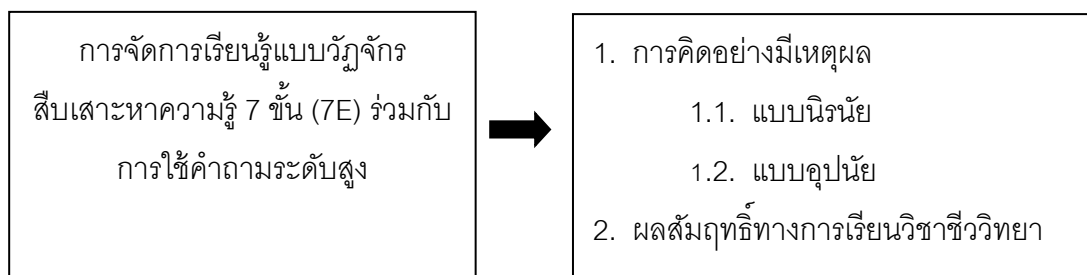 การจัดการเรียนรู้แบบวัฏจักร
สืบเสาะหาความรู้ 7 ขั้น (7E) ร่วมกับ
การใช้คำถามระดับสูง
1. การคิดอย่างมีเหตุผล
1.1. แบบนิรนัย
1.2. แบบอุปนัย
2. ผลสัมฤทธิ์ทางการเรียนวิชาชีววิทยา